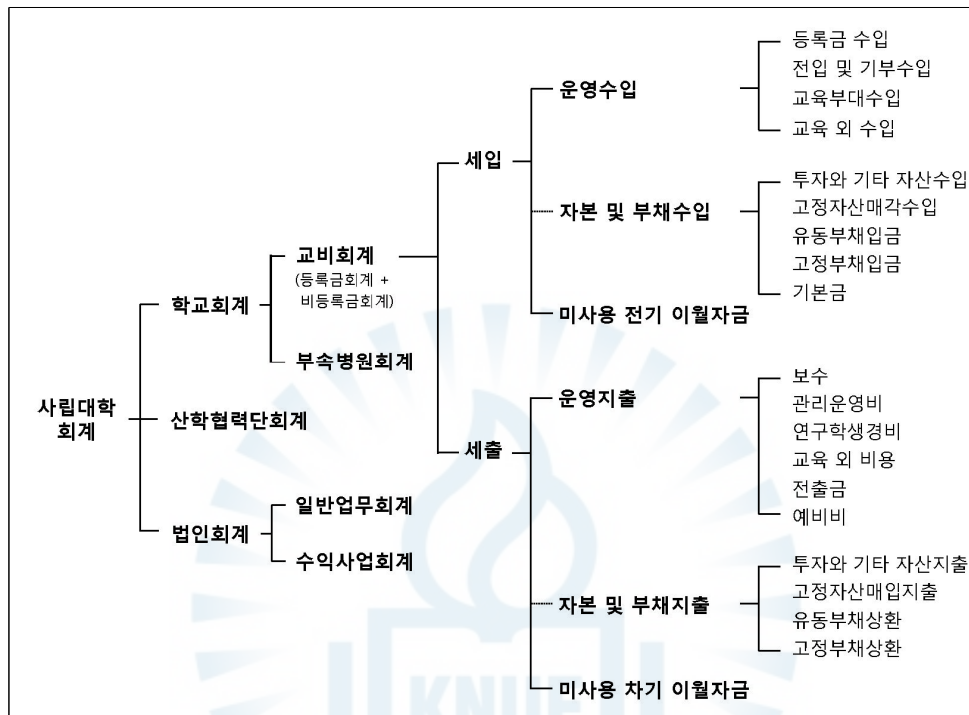 사립대학
회계
학교회계
교비회계
(등록금회계 +
비등록금회계)
세입
운영수입
등록금 수입
전입 및 기부수입
교육부대수입
교육 외 수입
자본 및 부채수입
투자와 기타 자산수입
고정자산매각수입
유동부채입금
고정부채입금
기본금
미사용 전기 이월자금
세출
운영지출
보수
관리운영비
연구학생경비
교육 외 비용
전출금
예비비
자본 및 부채지출
투자와 기타 자산지출
고정자산매입지출
유동부채상환
고정부채상환
미사용 차기 이월자금
부속병원회계
산학협력단회계
법인회계
일반업무회계
수익사업회계
KNUE